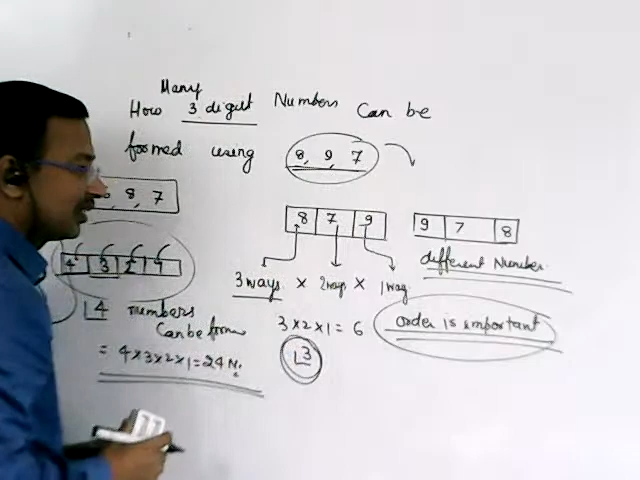 Many
How 3 digit Numbers Can be
formed using 8, 9, 7
8, 7
8 7 9
9 7 8
different Number
4 3 2 1
3 ways × 2 ways × 1 way
L4 numbers
Can be form
3 × 2 × 1 = 6
order is important
= 4 × 3 × 2 × 1 = 24 N.
L3